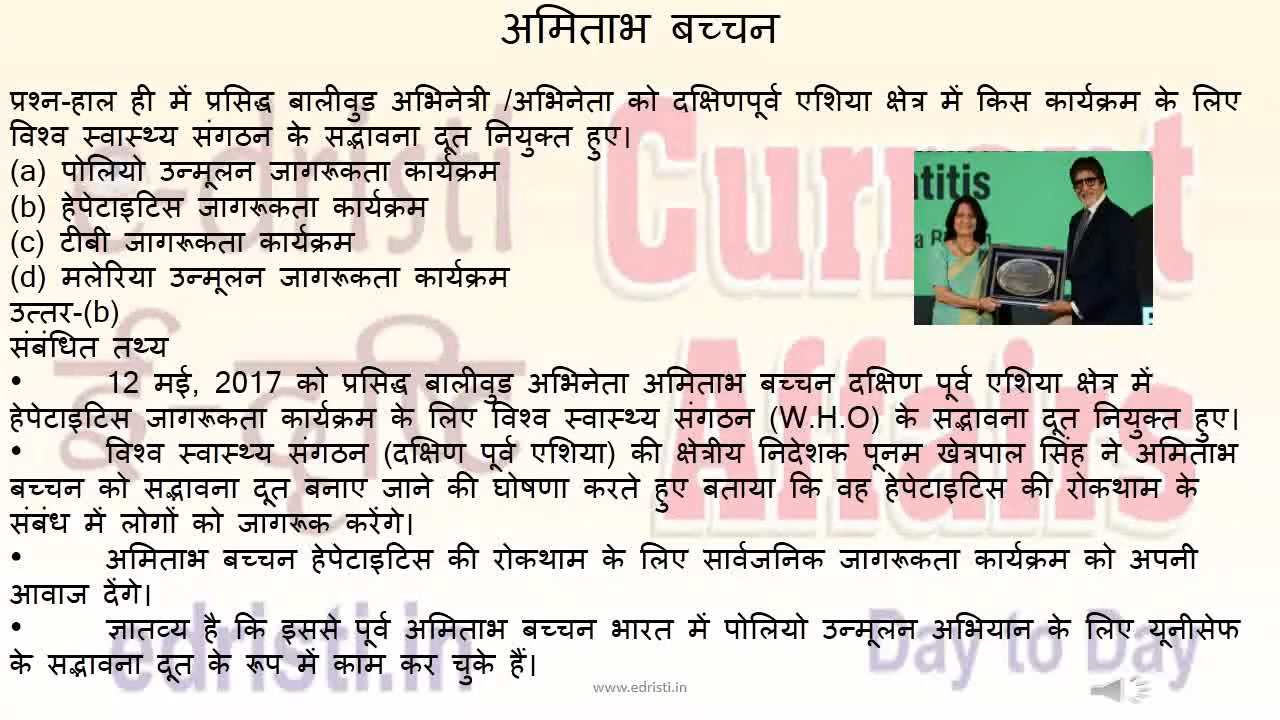 अमिताभ बच्चन
प्रश्न-हाल ही में प्रसिद्ध बालीवुड अभिनेत्री /अभिनेता को दक्षिणपूर्व एशिया क्षेत्र में किस कार्यक्रम के लिए
विश्व स्वास्थ्य संगठन के सद्भावना दूत नियुक्त हुए।
(a) पोलियो उन्मूलन जागरूकता कार्यक्रम
(b) हेपेटाइटिस जागरूकता कार्यक्रम
(c) टीबी जागरूकता कार्यक्रम
(d) मलेरिया उन्मूलन जागरूकता कार्यक्रम
उत्तर-(b)
संबंधित तथ्य
• 12 मई, 2017 को प्रसिद्ध बालीवुड अभिनेता अमिताभ बच्चन दक्षिण पूर्व एशिया क्षेत्र में
हेपेटाइटिस जागरूकता कार्यक्रम के लिए विश्व स्वास्थ्य संगठन (W.H.O) के सद्भावना दूत नियुक्त हुए।
• विश्व स्वास्थ्य संगठन (दक्षिण पूर्व एशिया) की क्षेत्रीय निदेशक पूनम खेत्रपाल सिंह ने अमिताभ
बच्चन को सद्भावना दूत बनाए जाने की घोषणा करते हुए बताया कि वह हेपेटाइटिस की रोकथाम के
संबंध में लोगों को जागरूक करेंगे।
• अमिताभ बच्चन हेपेटाइटिस की रोकथाम के लिए सार्वजनिक जागरूकता कार्यक्रम को अपनी
आवाज देंगे।
• ज्ञातव्य है कि इससे पूर्व अमिताभ बच्चन भारत में पोलियो उन्मूलन अभियान के लिए यूनीसेफ
के सद्भावना दूत के रूप में काम कर चुके हैं।
www.edristi.in
e-dristi
ई-दृष्टि
Current
Affairs
edristi.in
Day to Day
atitis